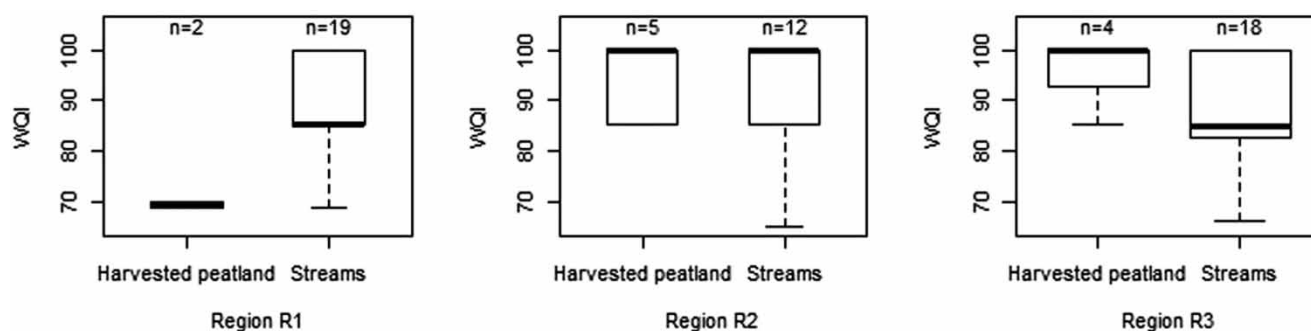 n=2 n=19
WQI
100
90
80
70
Harvested peatland Streams
Region R1
n=5 n=12
WQI
100
90
80
70
Harvested peatland Streams
Region R2
n=4 n=18
WQI
100
90
80
70
Harvested peatland Streams
Region R3